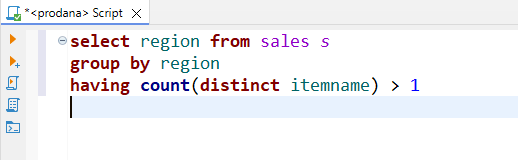 *<prodana> Script
select region from sales s
group by region
having count(distinct itemname) > 1